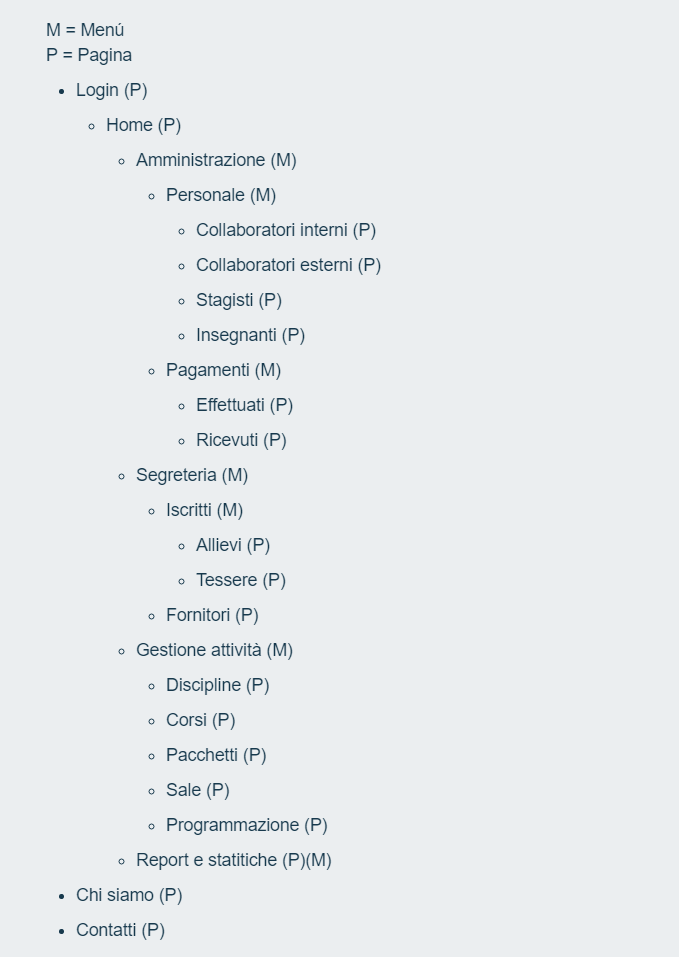 M = Menú
P = Pagina
Login (P)
Home (P)
Amministrazione (M)
Personale (M)
Collaboratori interni (P)
Collaboratori esterni (P)
Stagisti (P)
Insegnanti (P)
Pagamenti (M)
Effettuati (P)
Ricevuti (P)
Segreteria (M)
Iscritti (M)
Allievi (P)
Tessere (P)
Fornitori (P)
Gestione attività (M)
Discipline (P)
Corsi (P)
Pacchetti (P)
Sale (P)
Programmazione (P)
Report e statitiche (P)(M)
Chi siamo (P)
Contatti (P)